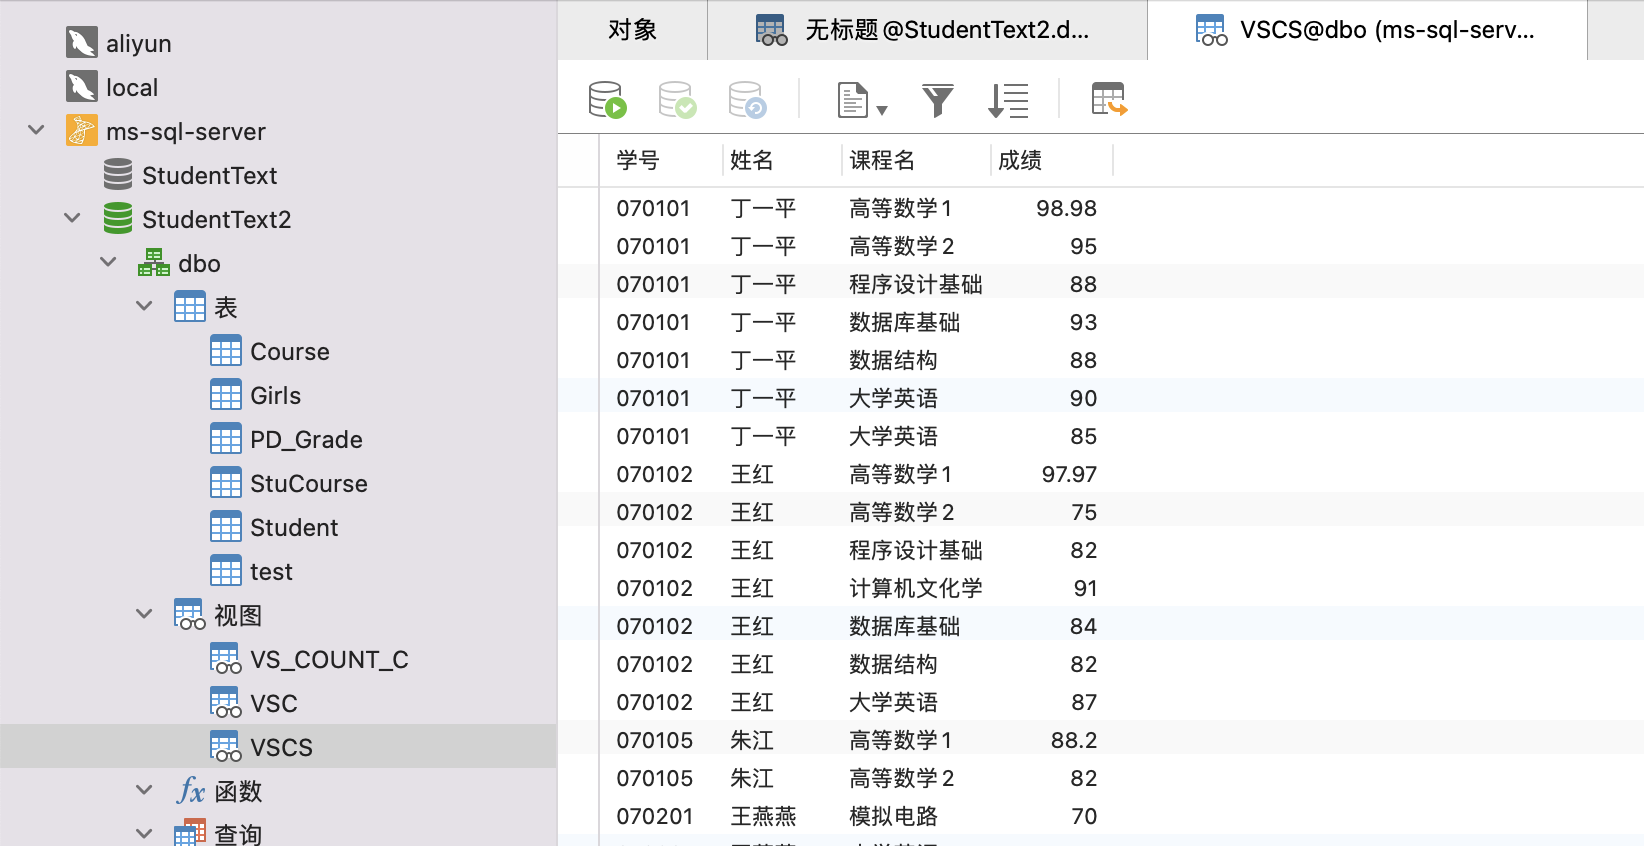 aliyun
local
ms-sql-server
StudentText
StudentText2
dbo
表
Course
Girls
PD_Grade
StuCourse
Student
test
视图
VS_COUNT_C
VSC
VSCS
fx 函数
查询
对象 无标题@StudentText2.d... VSCS@dbo (ms-sql-serv...
学号 姓名 课程名 成绩
070101 丁一平 高等数学1 98.98
070101 丁一平 高等数学2 95
070101 丁一平 程序设计基础 88
070101 丁一平 数据库基础 93
070101 丁一平 数据结构 88
070101 丁一平 大学英语 90
070101 丁一平 大学英语 85
070102 王红 高等数学1 97.97
070102 王红 高等数学2 75
070102 王红 程序设计基础 82
070102 王红 计算机文化学 91
070102 王红 数据库基础 84
070102 王红 数据结构 82
070102 王红 大学英语 87
070105 朱江 高等数学1 88.2
070105 朱江 高等数学2 82
070201 王燕燕 模拟电路 70